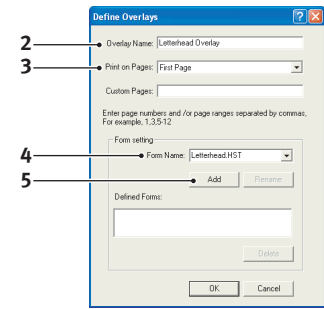 Define Overlays
2 Overlay Name: Letterhead Overlay
3 Print on Pages: First Page
Custom Pages:
Enter page numbers and /or page ranges separated by commas,
For example, 1,3,5-12
Form setting
4 Form Name: Letterhead.HST
5 Add Rename
Defined Forms:
Delete
OK Cancel